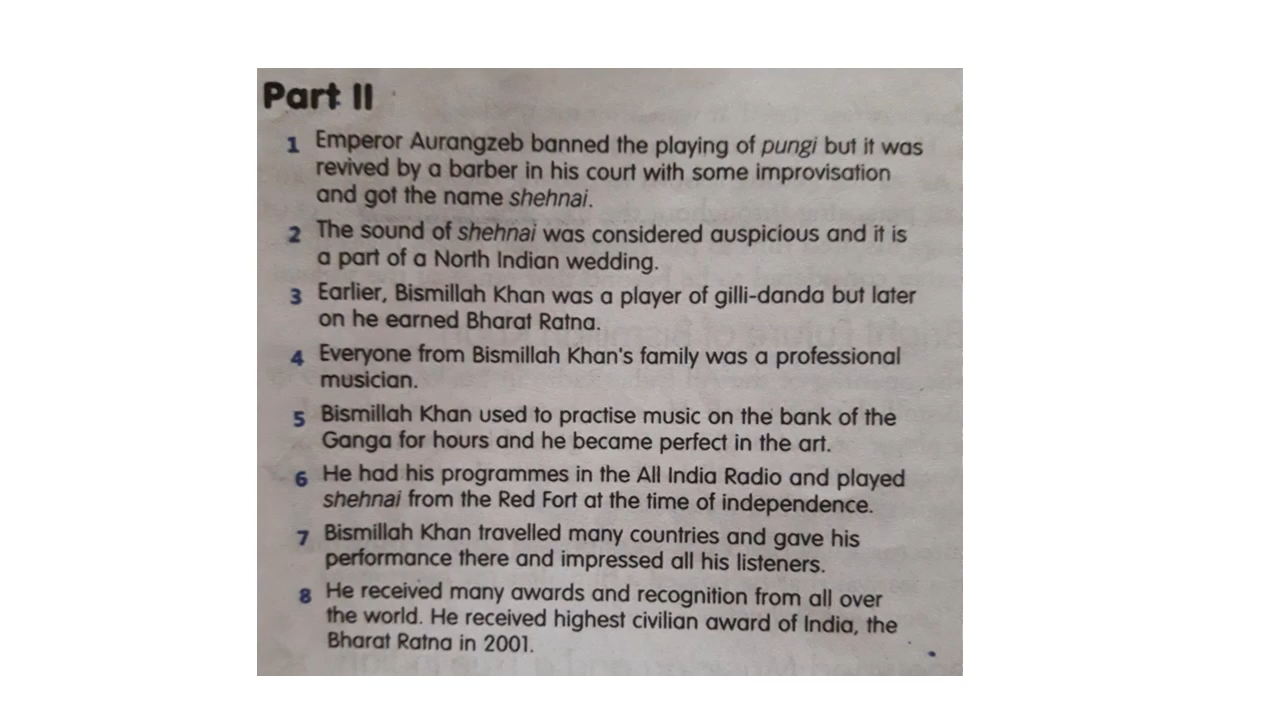 Part II
1 Emperor Aurangzeb banned the playing of pungi but it was
revived by a barber in his court with some improvisation
and got the name shehnai.
2 The sound of shehnai was considered auspicious and it is
a part of a North Indian wedding.
3 Earlier, Bismillah Khan was a player of gilli-danda but later
on he earned Bharat Ratna.
4 Everyone from Bismillah Khan's family was a professional
musician.
5 Bismillah Khan used to practise music on the bank of the
Ganga for hours and he became perfect in the art.
6 He had his programmes in the All India Radio and played
shehnai from the Red Fort at the time of independence.
7 Bismillah Khan travelled many countries and gave his
performance there and impressed all his listeners.
8 He received many awards and recognition from all over
the world. He received highest civilian award of India, the
Bharat Ratna in 2001.